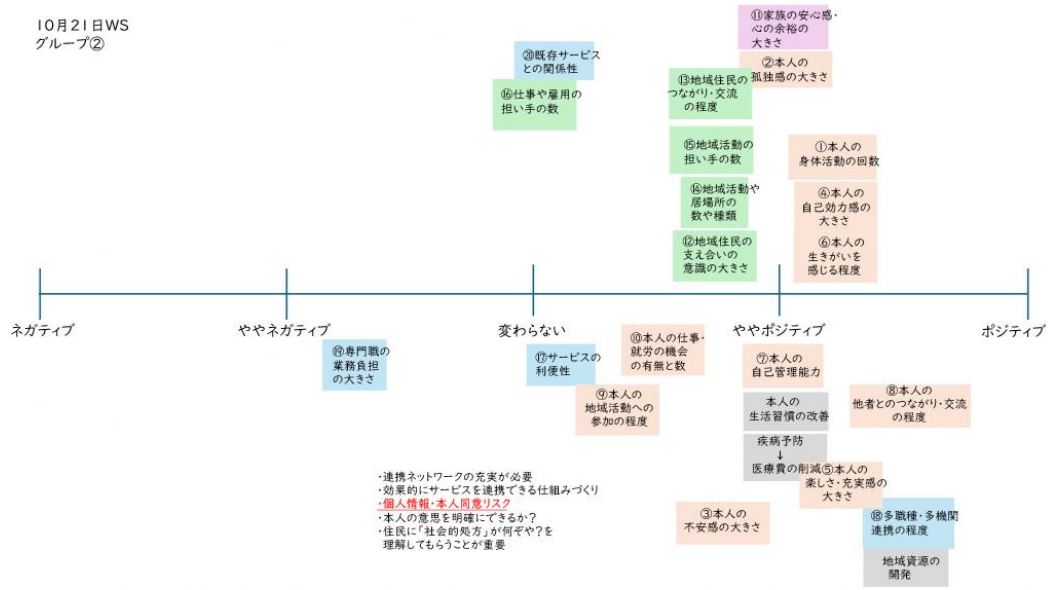 10月21日WS
グループ②
⑪家族の安心感・
心の余裕の
大きさ
②本人の
孤独感の大きさ
⑳既存サービス
との関係性
⑯仕事や雇用の
担い手の数
⑬地域住民の
つながり・交流
の程度
⑮地域活動の
担い手の数
①本人の
身体活動の回数
⑭地域活動や
居場所の
数や種類
④本人の
自己効力感の
大きさ
⑫地域住民の
支え合いの
意識の大きさ
⑥本人の
生きがいを
感じる程度
ネガティブ
ややネガティブ
変わらない
ややポジティブ
ポジティブ
⑲専門職の
業務負担
の大きさ
⑰サービスの
利便性
⑩本人の仕事・
就労の機会
の有無と数
⑨本人の
地域活動への
参加の程度
⑦本人の
自己管理能力
本人の
生活習慣の改善
疾病予防
↓
医療費の削減
⑧本人の
他者とのつながり・交流
の程度
⑤本人の
楽しさ・充実感の
大きさ
③本人の
不安感の大きさ
⑱多職種・多機関
連携の程度
地域資源の
開発
・連携ネットワークの充実が必要
・効果的にサービスを連携できる仕組みづくり
・個人情報・本人同意リスク
・本人の意思を明確にできるか？
・住民に「社会的処方」が何ぞや？を
理解してもらうことが重要